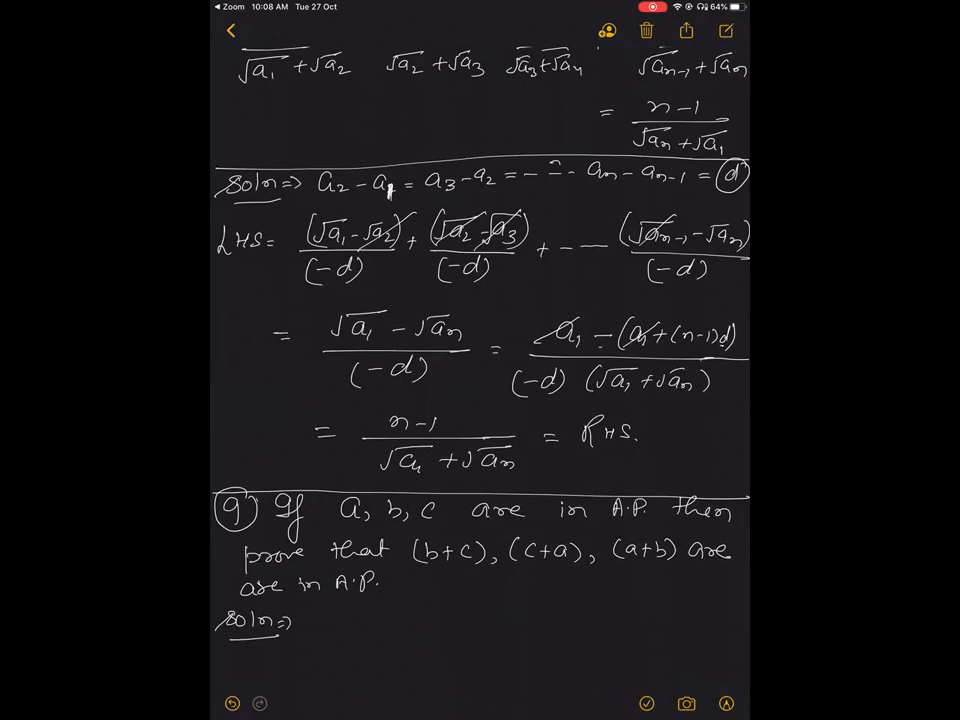 Zoom 10:08 AM Tue 27 Oct 64%
√a₁ + √a₂ √a₂ + √a₃ √a₃ + √a₄ √aₙ₋₁ + √aₙ
= n-1 / √aₙ + √a₁
Soln ⇒ a₂ - a₁ = a₃ - a₂ = - - - aₙ - aₙ₋₁ = d
LHS = (√a₁ - √a₂) / (-d) + (√a₂ - √a₃) / (-d) + - - - (√aₙ₋₁ - √aₙ) / (-d)
= √a₁ - √aₙ / (-d) = a₁ - (a₁ + (n-1)d) / (-d) (√a₁ + √aₙ)
= n-1 / √a₁ + √aₙ = RHS.
9 If a, b, c are in A.P. then
prove that (b+c), (c+a), (a+b) are
are in A.P.
Soln ⇒